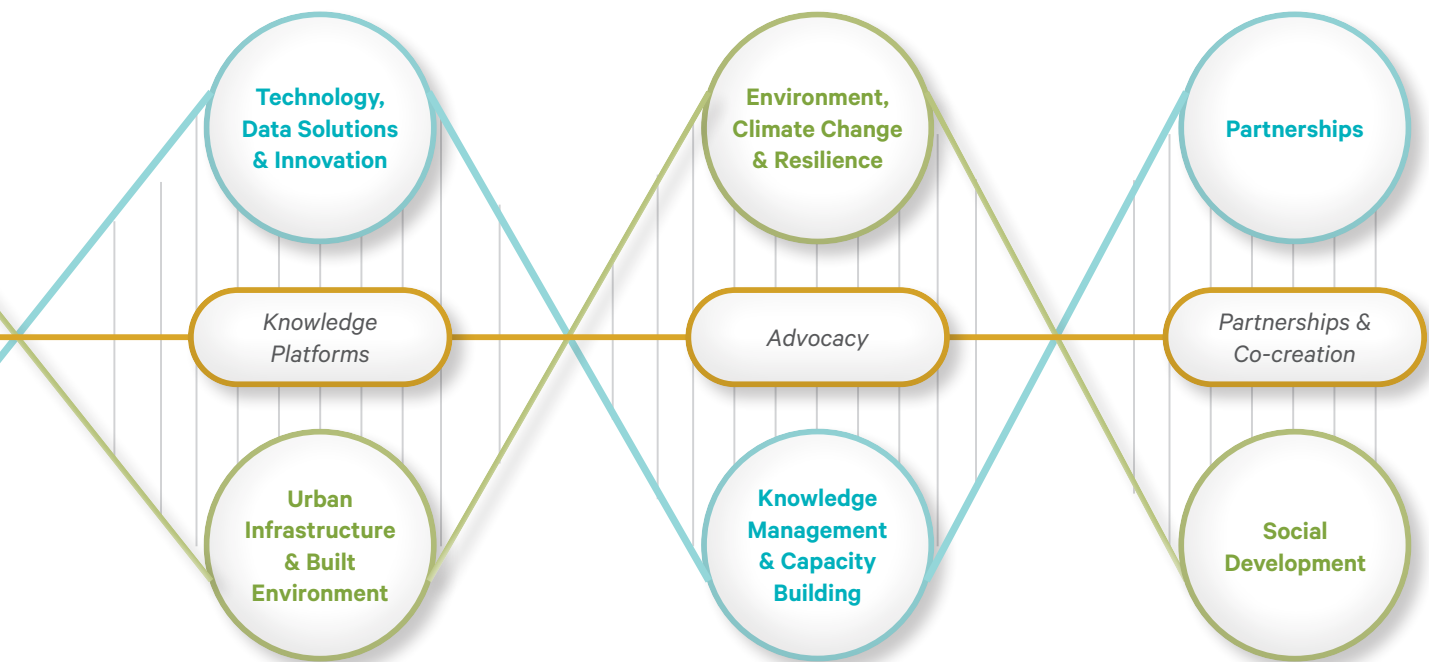 Technology,
Data Solutions
& Innovation
Environment,
Climate Change
& Resilience
Partnerships
Knowledge
Platforms
Advocacy
Partnerships &
Co-creation
Urban
Infrastructure
& Built
Environment
Knowledge
Management
& Capacity
Building
Social
Development